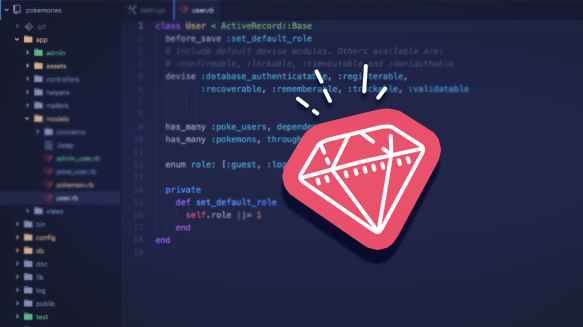 pokemones
Settings
user.rb
.git
app
admin
assets
controllers
helpers
mailers
models
concerns
.keep
admin_user.rb
poke_user.rb
pokemon.rb
user.rb
views
bin
config
db
doc
lib
log
public
test
1 class User < ActiveRecord::Base
2 before_save :set_default_role
3 # Include default devise modules. Others available are:
4 # :confirmable, :lockable, :timeoutable and :omniauthable
5 devise :database_authenticatable, :registerable,
6 :recoverable, :rememberable, :trackable, :validatable
7
8
9 has_many :poke_users,
10 has_many :pokemons,
11
12 enum role: [:guest,
13
14 private
15 def set_default_role
16 self.role ||= 1
17 end
18 end
19